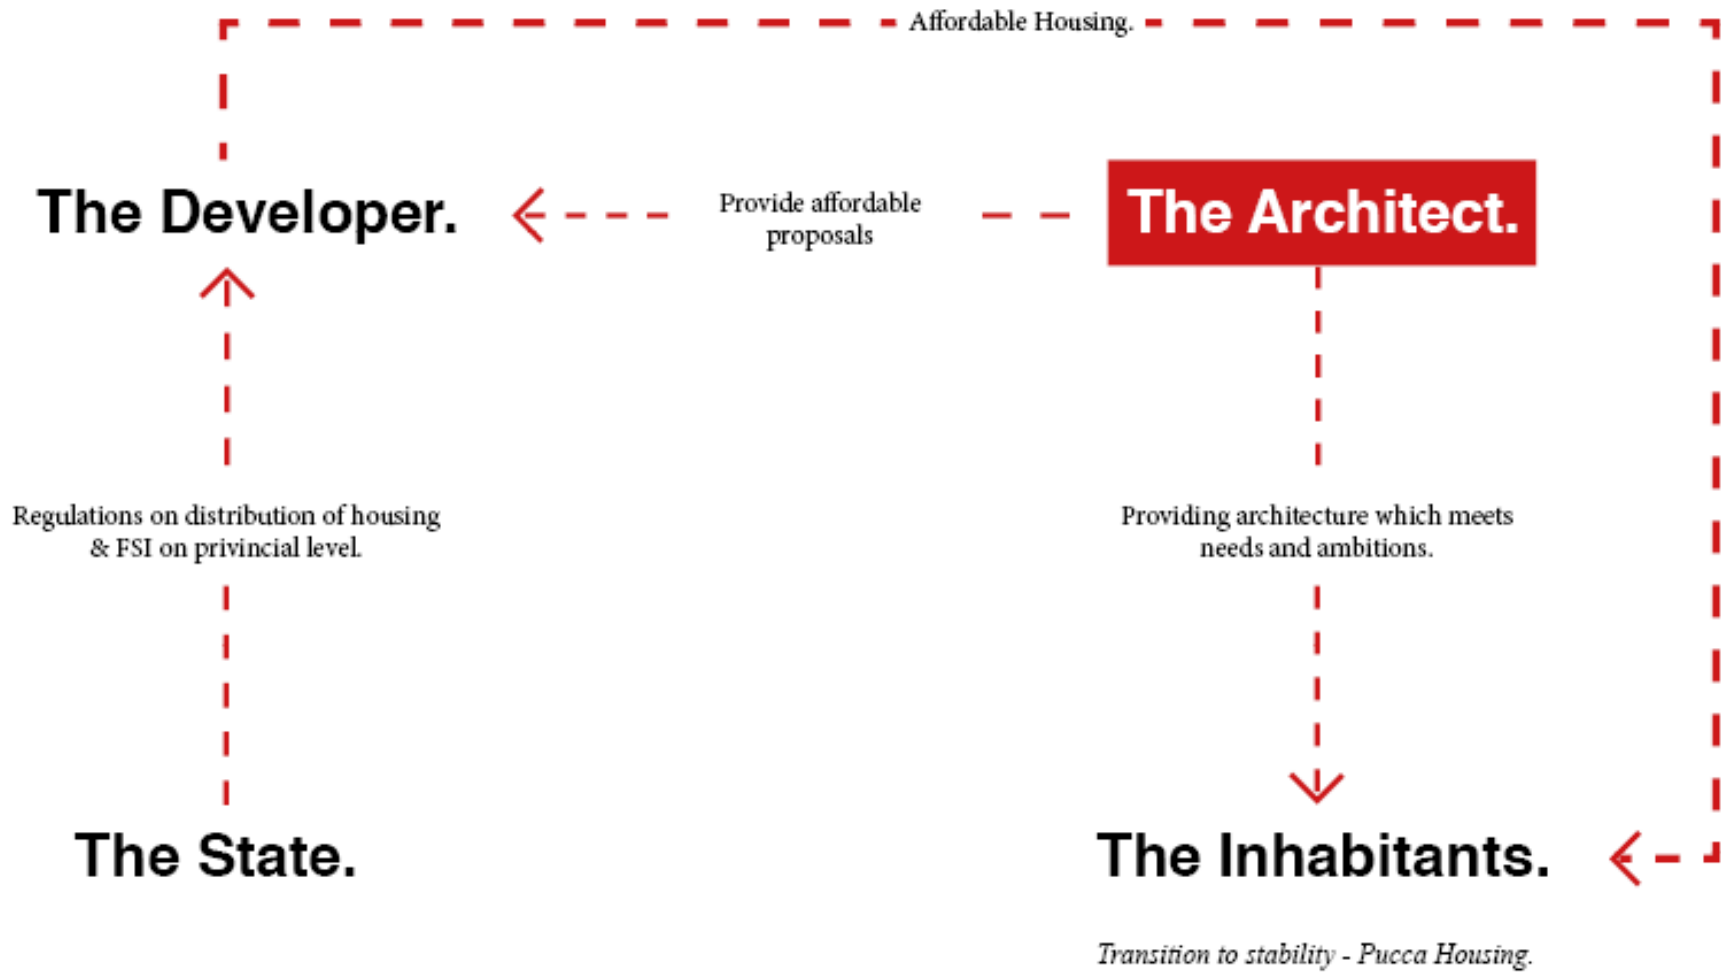 Affordable Housing.
The Developer.
Provide affordable
proposals
The Architect.
Regulations on distribution of housing
& FSI on privincial level.
Providing architecture which meets
needs and ambitions.
The State.
The Inhabitants.
Transition to stability - Pucca Housing.